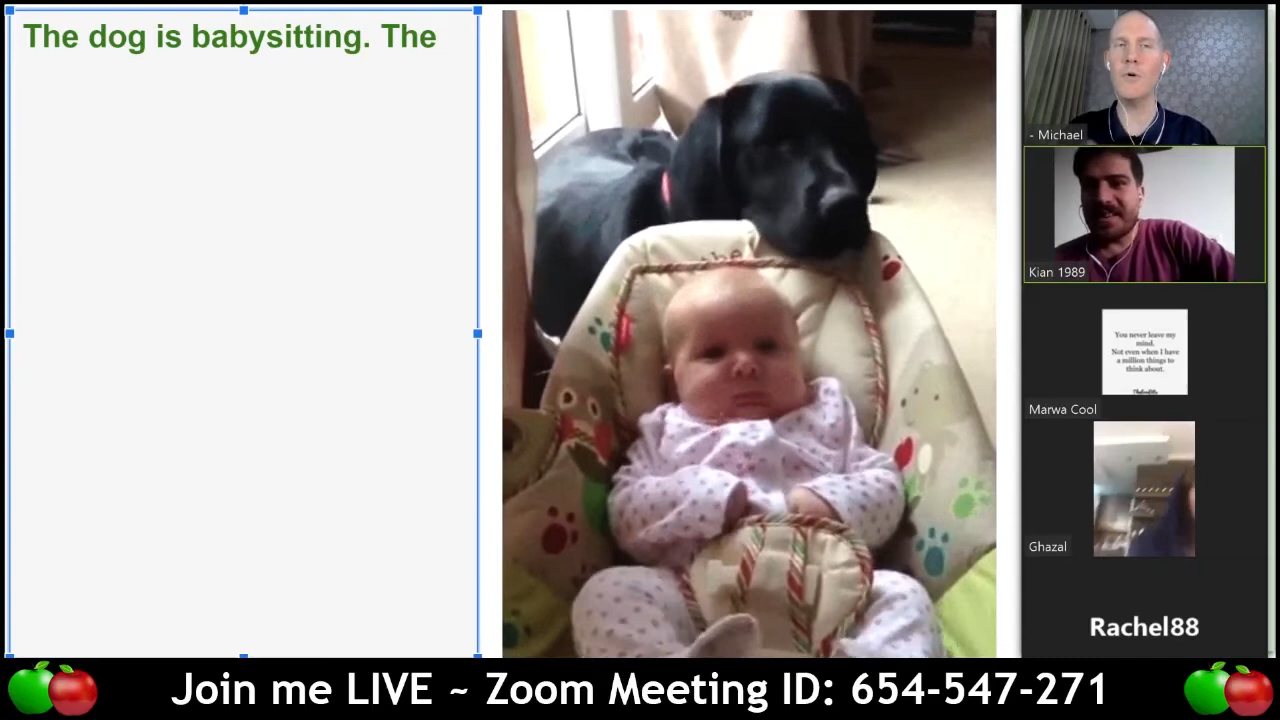 The dog is babysitting. The
the
- Michael
Kian 1989
You never leave my
mind.
Not even when I have
a million things to
think about.
Marwa Cool
Ghazal
Rachel88
Join me LIVE ~ Zoom Meeting ID: 654-547-271